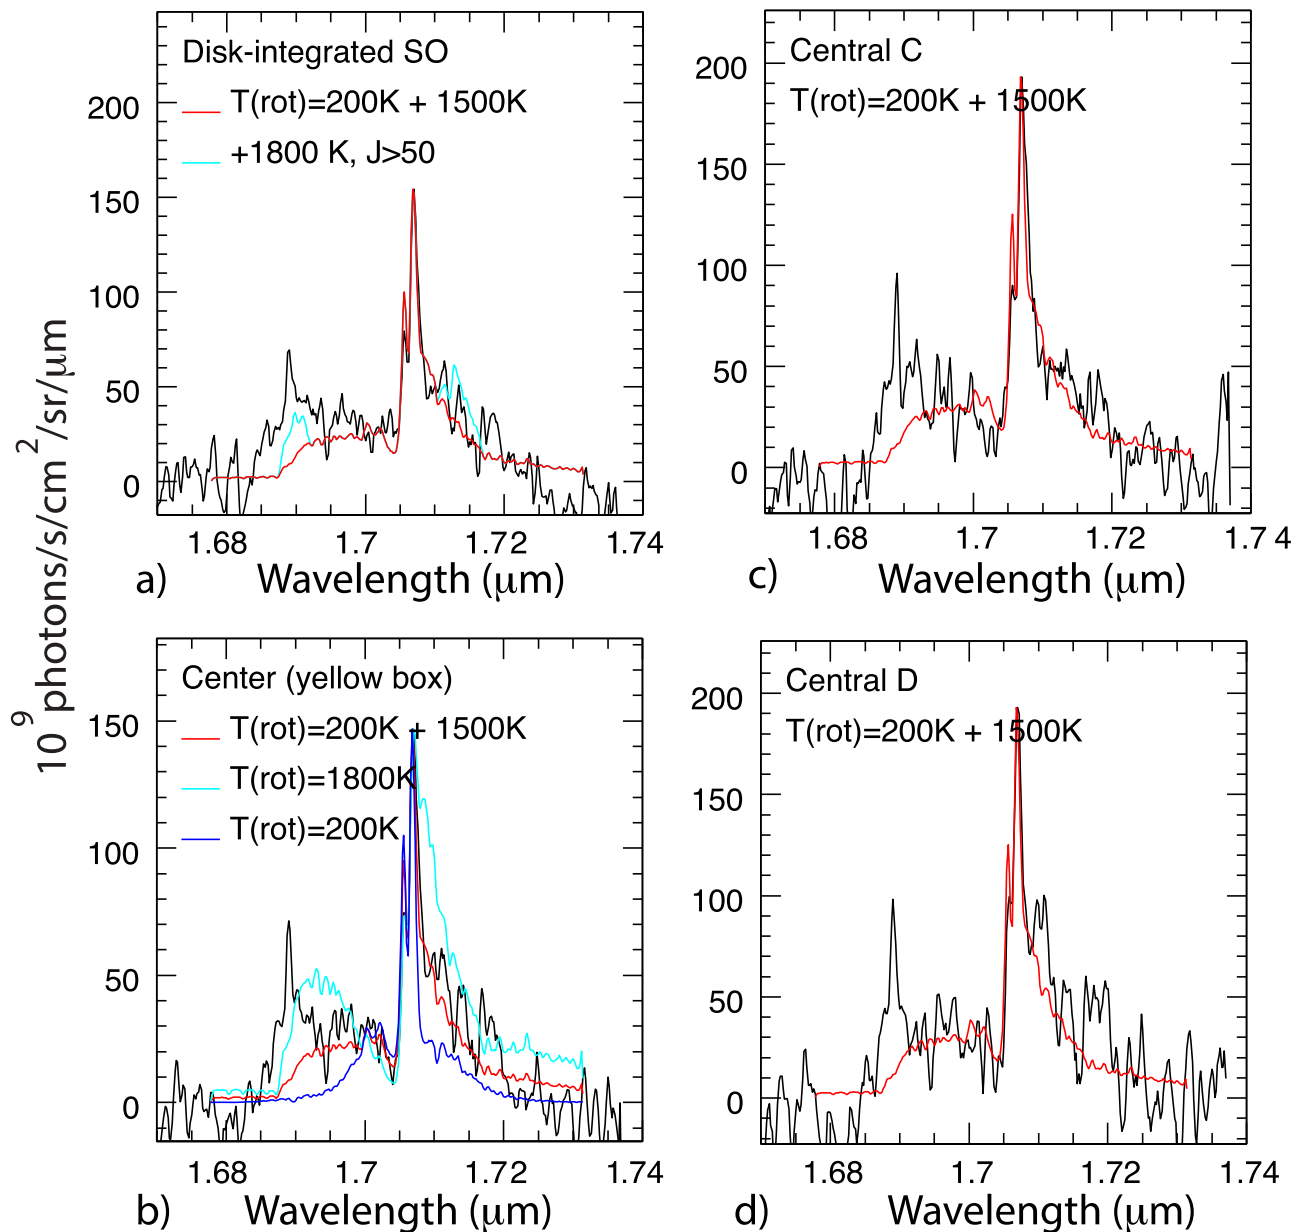 10^9 photons/s/cm^2/sr/μm
Disk-integrated SO
T(rot)=200K + 1500K
+1800 K, J>50
200
150
100
50
0
1.68 1.7 1.72 1.74
a) Wavelength (μm)
Central C
T(rot)=200K + 1500K
200
150
100
50
0
1.68 1.7 1.72 1.7 4
c) Wavelength (μm)
Center (yellow box)
T(rot)=200K + 1500K
T(rot)=1800K
T(rot)=200K
150
100
50
0
1.68 1.7 1.72 1.74
b) Wavelength (μm)
Central D
T(rot)=200K + 1500K
200
150
100
50
0
1.68 1.7 1.72 1.74
d) Wavelength (μm)